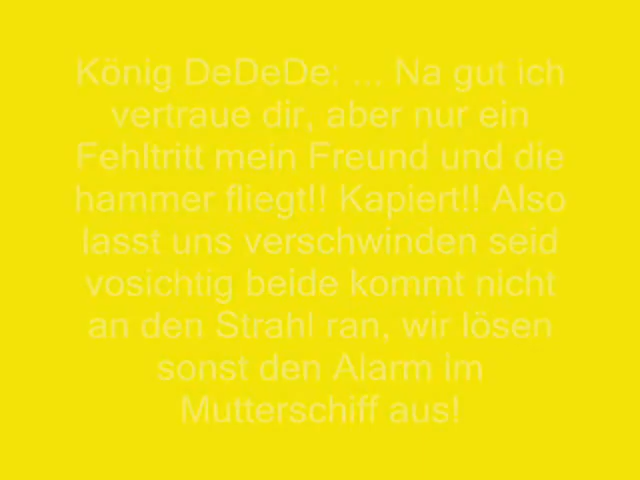 König DeDeDe: ... Na gut ich
vertraue dir, aber nur ein
Fehltritt mein Freund und die
hammer fliegt!! Kapiert!! Also
lasst uns verschwinden seid
vosichtig beide kommt nicht
an den Strahl ran, wir lösen
sonst den Alarm im
Mutterschiff aus!